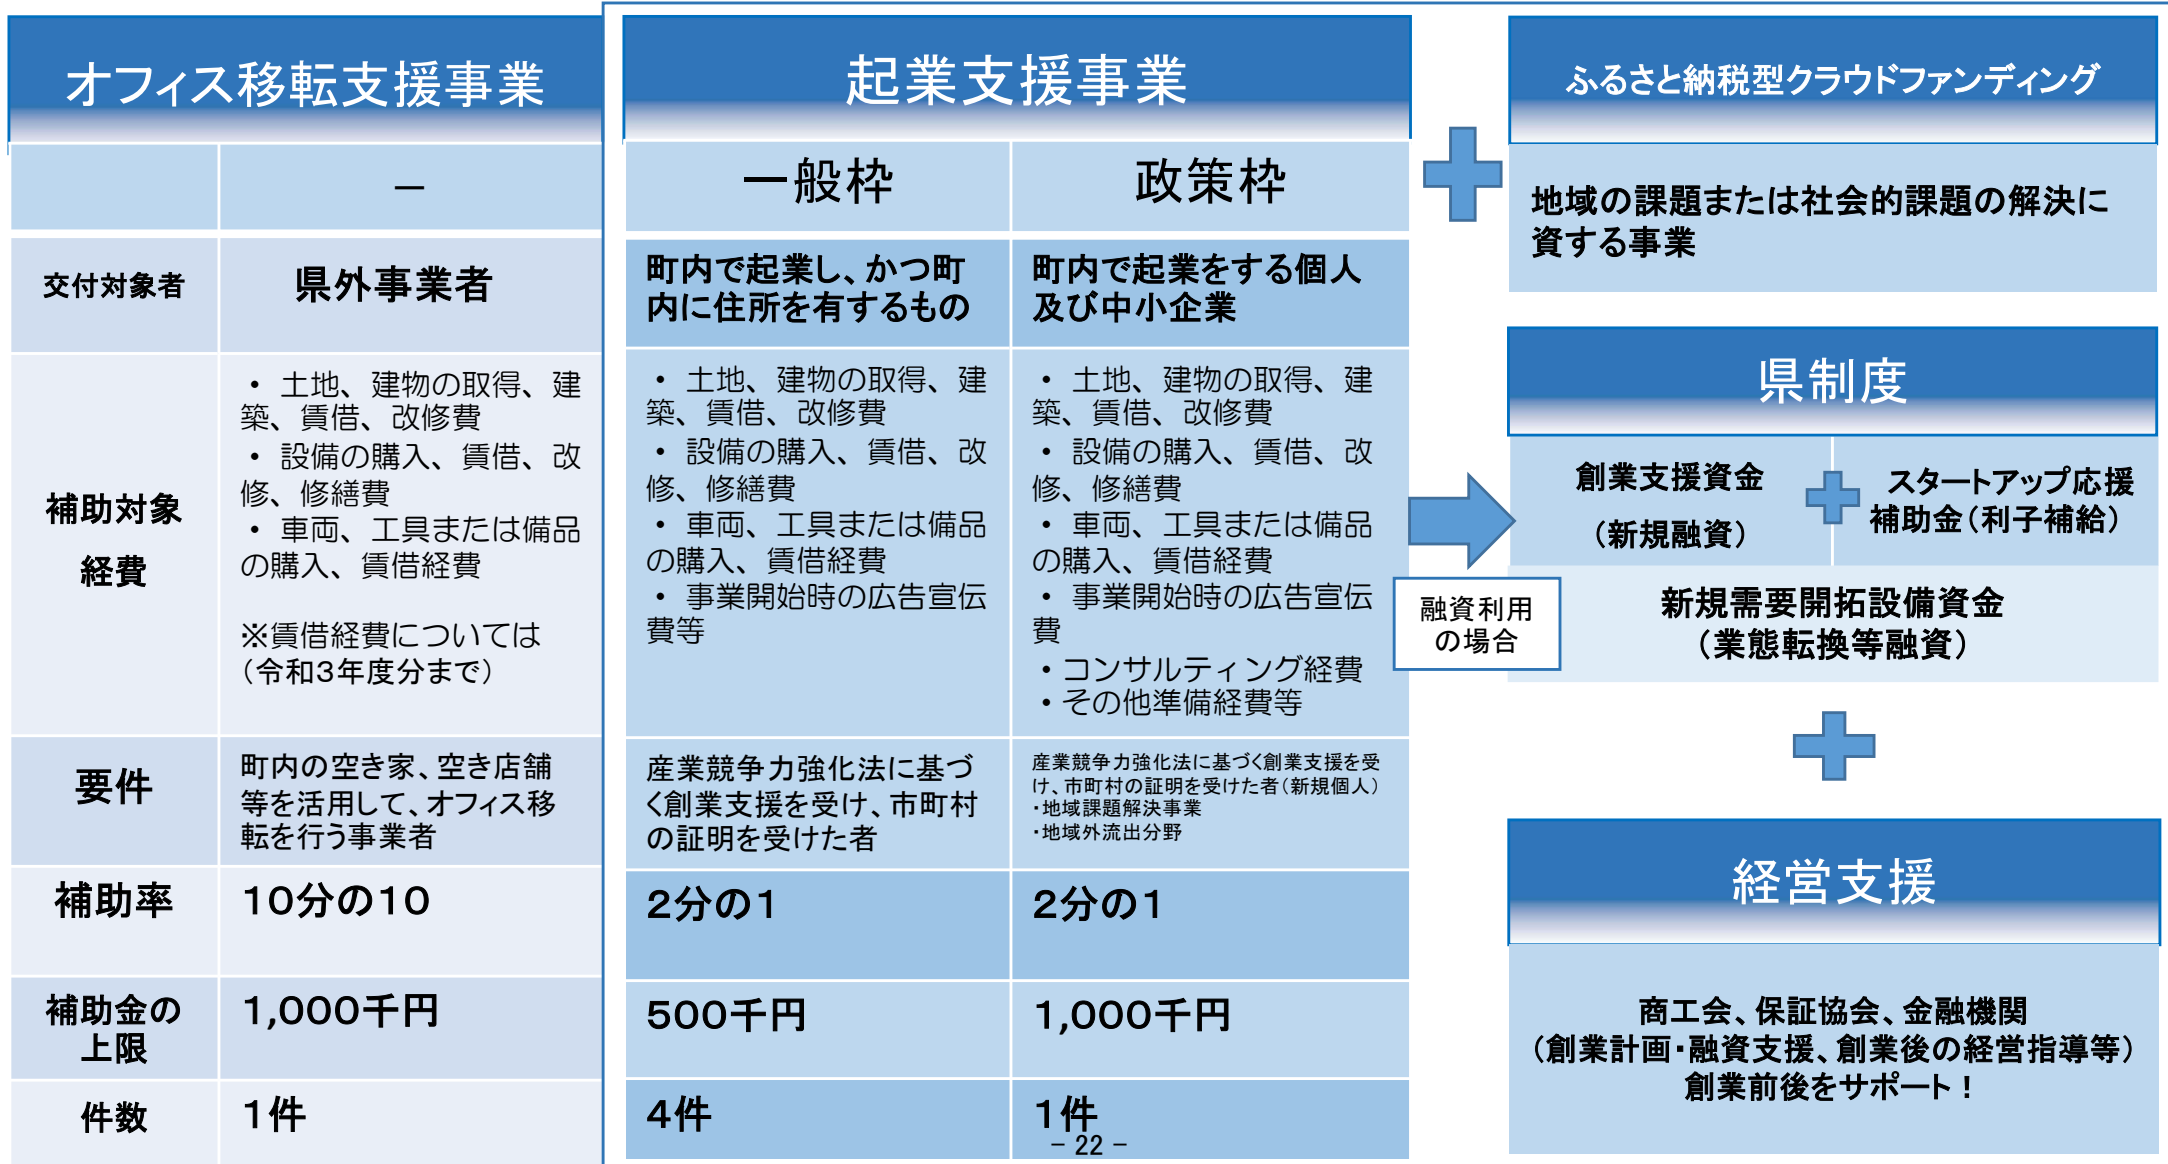 オフィス移転支援事業
－
交付対象者
県外事業者
補助対象
経費
・ 土地、建物の取得、建
築、賃借、改修費
・ 設備の購入、賃借、改
修、修繕費
・ 車両、工具または備品
の購入、賃借経費
※賃借経費については
（令和3年度分まで）
要件
町内の空き家、空き店舗
等を活用して、オフィス移
転を行う事業者
補助率
10分の10
補助金の
上限
1,000千円
件数
1件
起業支援事業
一般枠
政策枠
町内で起業し、かつ町
内に住所を有するもの
町内で起業をする個人
及び中小企業
・ 土地、建物の取得、建
築、賃借、改修費
・ 設備の購入、賃借、改
修、修繕費
・ 車両、工具または備品
の購入、賃借経費
・ 事業開始時の広告宣伝
費等
・ 土地、建物の取得、建
築、賃借、改修費
・ 設備の購入、賃借、改
修、修繕費
・ 車両、工具または備品
の購入、賃借経費
・ 事業開始時の広告宣伝
費
・コンサルティング経費
・その他準備経費等
産業競争力強化法に基づ
く創業支援を受け、市町村
の証明を受けた者
産業競争力強化法に基づく創業支援を受
け、市町村の証明を受けた者（新規個人）
・地域課題解決事業
・地域外流出分野
2分の1
2分の1
500千円
1,000千円
4件
1件
融資利用
の場合
ふるさと納税型クラウドファンディング
地域の課題または社会的課題の解決に
資する事業
県制度
創業支援資金
（新規融資）
スタートアップ応援
補助金（利子補給）
新規需要開拓設備資金
（業態転換等融資）
経営支援
商工会、保証協会、金融機関
（創業計画・融資支援、創業後の経営指導等）
創業前後をサポート！
- 22 -